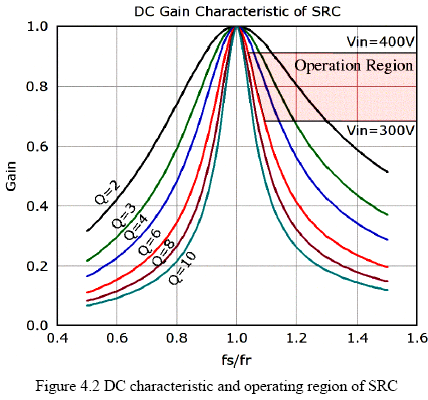 DC Gain Characteristic of SRC
1.0
Vin=400V
Operation Region
0.8
Vin=300V
0.6
Gain
Q=2
0.4
Q=3
Q=4
Q=6
0.2
Q=8
Q=10
0.0
0.4 0.6 0.8 1.0 1.2 1.4 1.6
fs/fr
Figure 4.2 DC characteristic and operating region of SRC